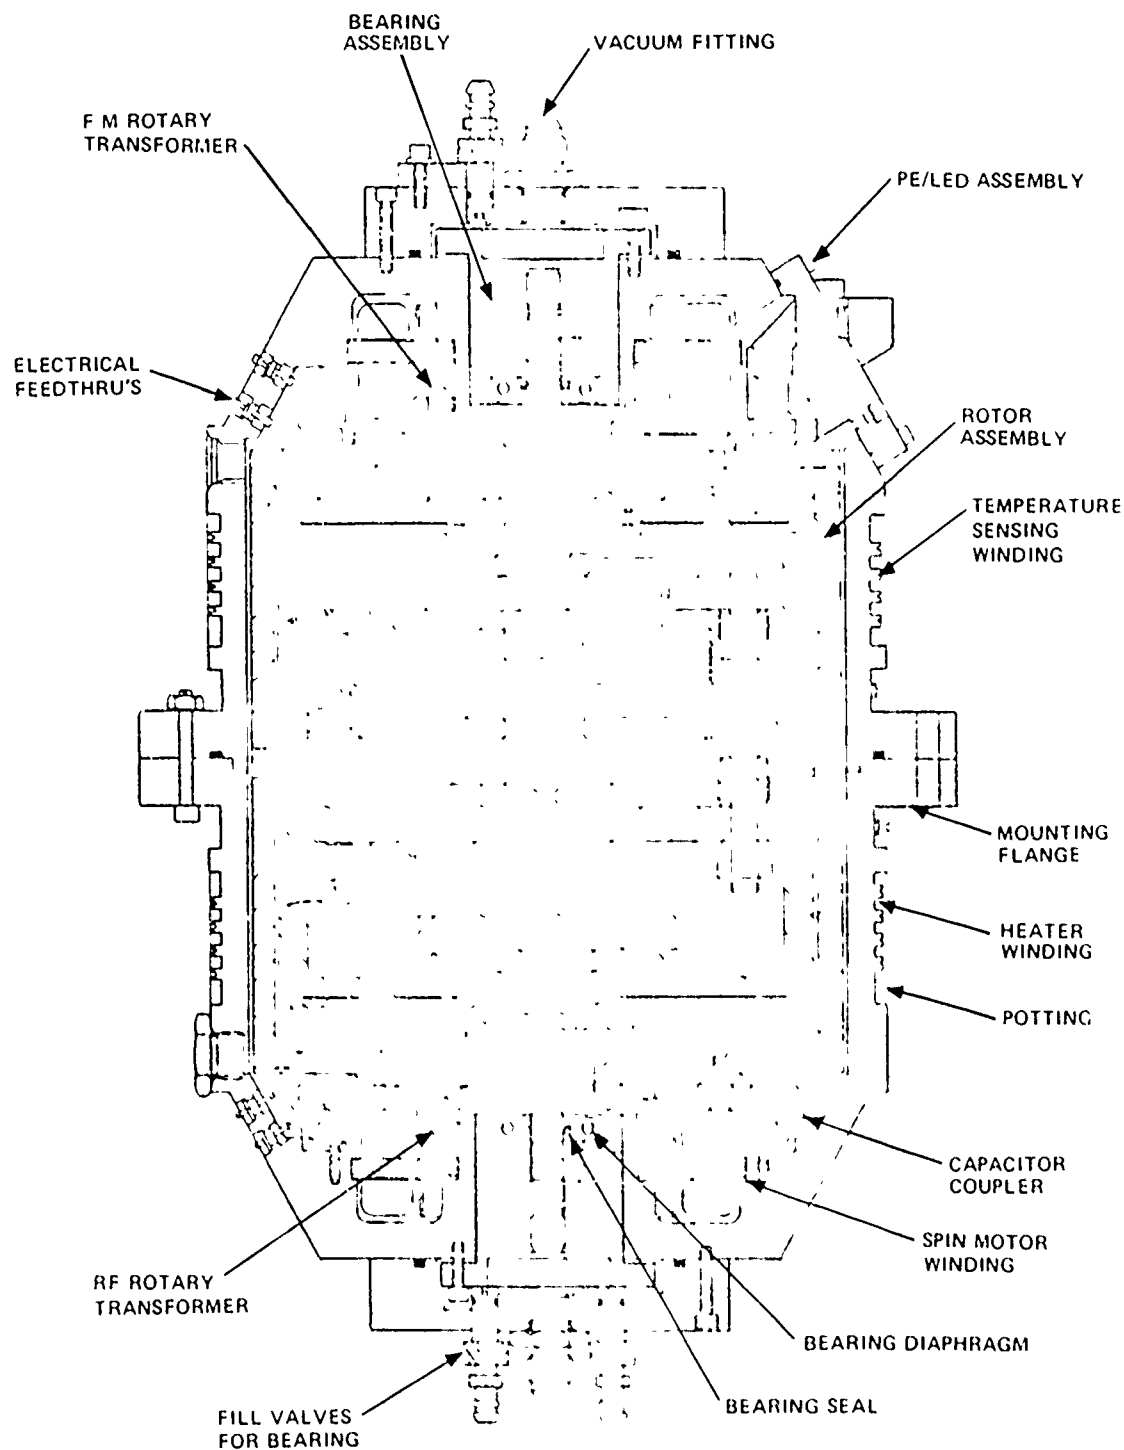 BEARING
ASSEMBLY
VACUUM FITTING
F M ROTARY
TRANSFORMER
PE/LED ASSEMBLY
ELECTRICAL
FEEDTHRU'S
ROTOR
ASSEMBLY
TEMPERATURE
SENSING
WINDING
MOUNTING
FLANGE
HEATER
WINDING
POTTING
CAPACITOR
COUPLER
SPIN MOTOR
WINDING
RF ROTARY
TRANSFORMER
BEARING DIAPHRAGM
BEARING SEAL
FILL VALVES
FOR BEARING